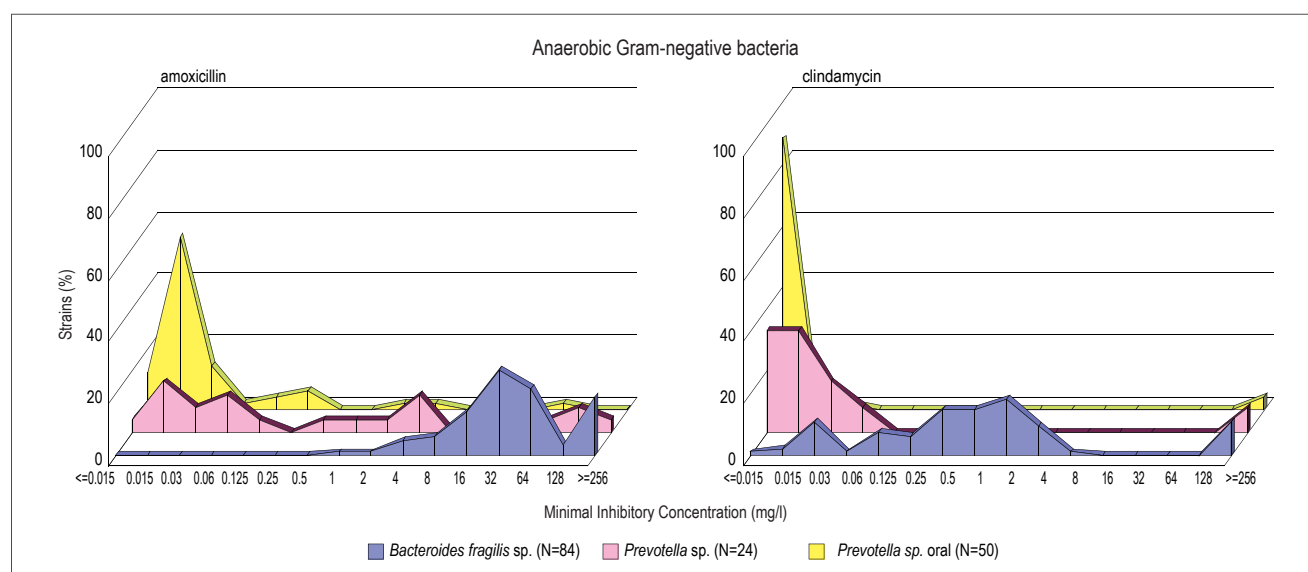 Anaerobic Gram-negative bacteria
amoxicillin
clindamycin
Strains (%)
100
80
60
40
20
0
<=0.015 0.015 0.03 0.06 0.125 0.25 0.5 1 2 4 8 16 32 64 128 >=256
100
80
60
40
20
0
<=0.015 0.015 0.03 0.06 0.125 0.25 0.5 1 2 4 8 16 32 64 128 >=256
Minimal Inhibitory Concentration (mg/l)
Bacteroides fragilis sp. (N=84) Prevotella sp. (N=24) Prevotella sp. oral (N=50)